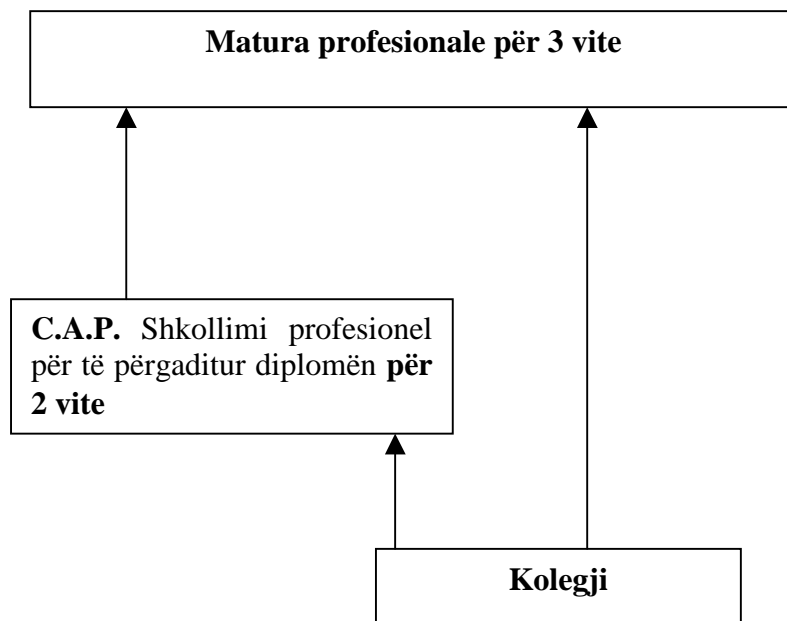 Matura profesionale për 3 vite
C.A.P. Shkollimi profesionel
për të përgaditur diplomën për
2 vite
Kolegji